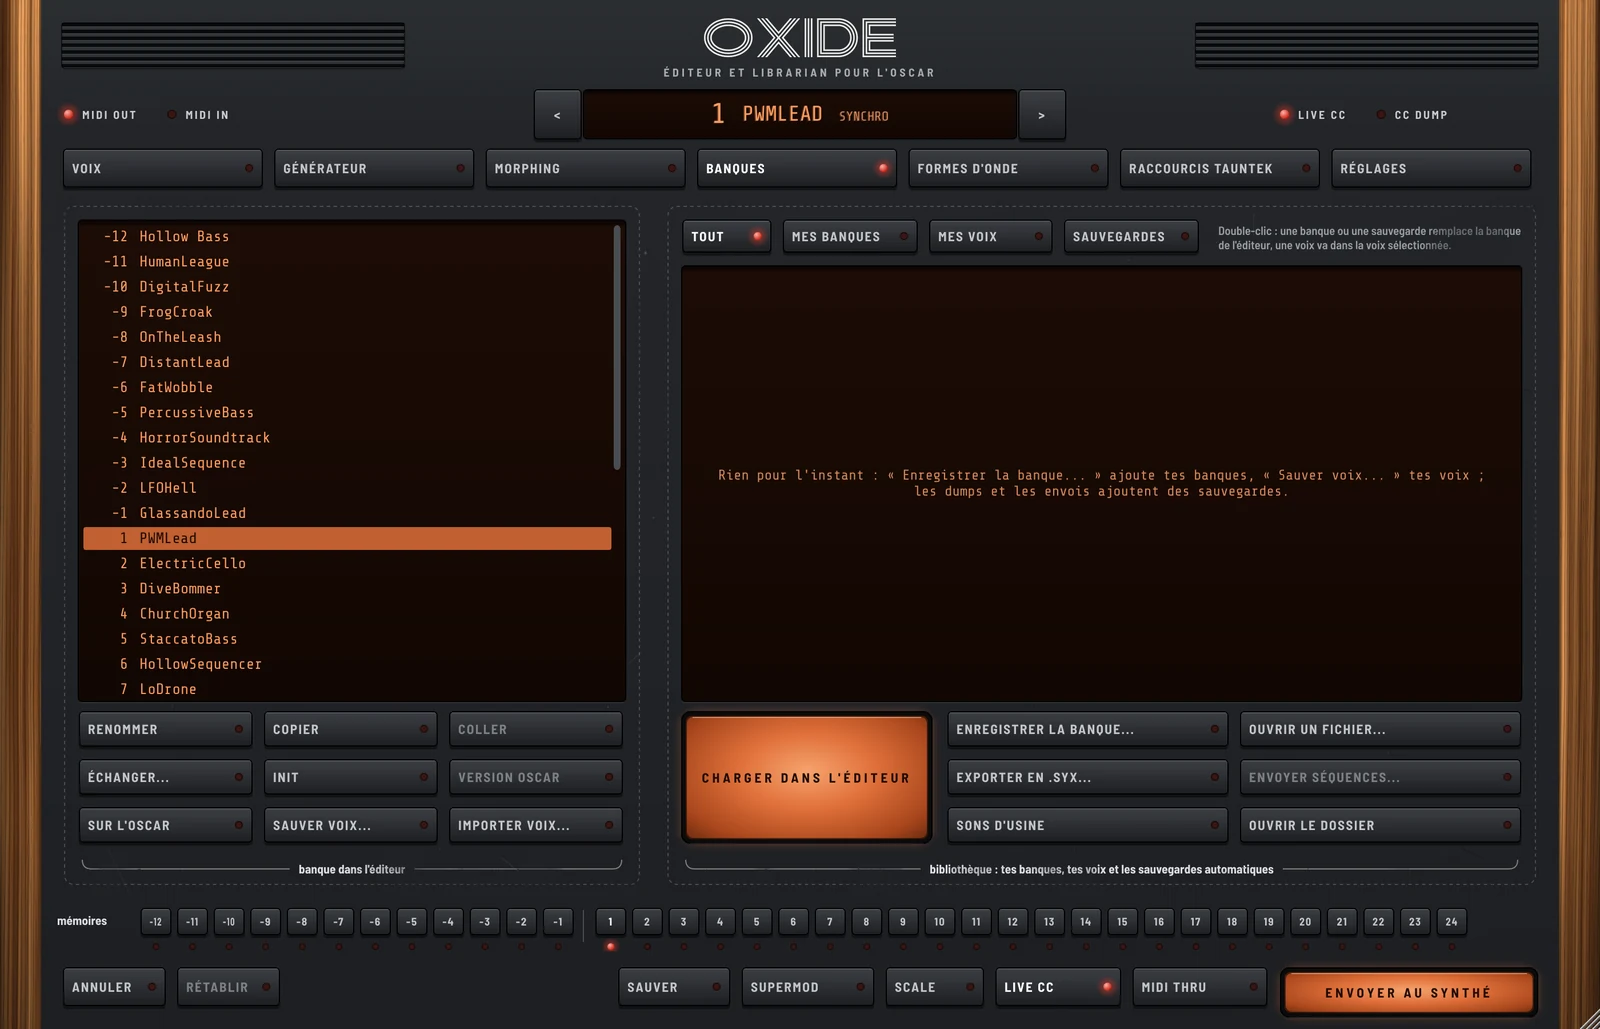 OXIDE
ÉDITEUR ET LIBRARIAN POUR L'OSCAR
MIDI OUT
MIDI IN
<
1 PWMLEAD SYNCHRO
>
LIVE CC
CC DUMP
VOIX
GÉNÉRATEUR
MORPHING
BANQUES
FORMES D'ONDE
RACCOURCIS TAUNTEK
RÉGLAGES
-12 Hollow Bass
-11 HumanLeague
-10 DigitalFuzz
-9 FrogCroak
-8 OnTheLeash
-7 DistantLead
-6 FatWobble
-5 PercussiveBass
-4 HorrorSoundtrack
-3 IdealSequence
-2 LFOHell
-1 GlassandoLead
1 PWMLead
2 ElectricCello
3 DiveBommer
4 ChurchOrgan
5 StaccatoBass
6 HollowSequencer
7 LoDrone
RENOMMER
COPIER
COLLER
ÉCHANGER...
INIT
VERSION OSCAR
SUR L'OSCAR
SAUVER VOIX...
IMPORTER VOIX...
banque dans l'éditeur
TOUT
MES BANQUES
MES VOIX
SAUVEGARDES
Double-clic : une banque ou une sauvegarde remplace la banque
de l'éditeur, une voix va dans la voix sélectionnée.
Rien pour l'instant : « Enregistrer la banque... » ajoute tes banques, « Sauver voix... » tes voix ;
les dumps et les envois ajoutent des sauvegardes.
CHARGER DANS L'ÉDITEUR
ENREGISTRER LA BANQUE...
OUVRIR UN FICHIER...
EXPORTER EN .SYX...
ENVOYER SÉQUENCES...
SONS D'USINE
OUVRIR LE DOSSIER
bibliothèque : tes banques, tes voix et les sauvegardes automatiques
mémoires
-12 -11 -10 -9 -8 -7 -6 -5 -4 -3 -2 -1 1 2 3 4 5 6 7 8 9 10 11 12 13 14 15 16 17 18 19 20 21 22 23 24
ANNULER
RÉTABLIR
SAUVER
SUPERMOD
SCALE
LIVE CC
MIDI THRU
ENVOYER AU SYNTHÉ